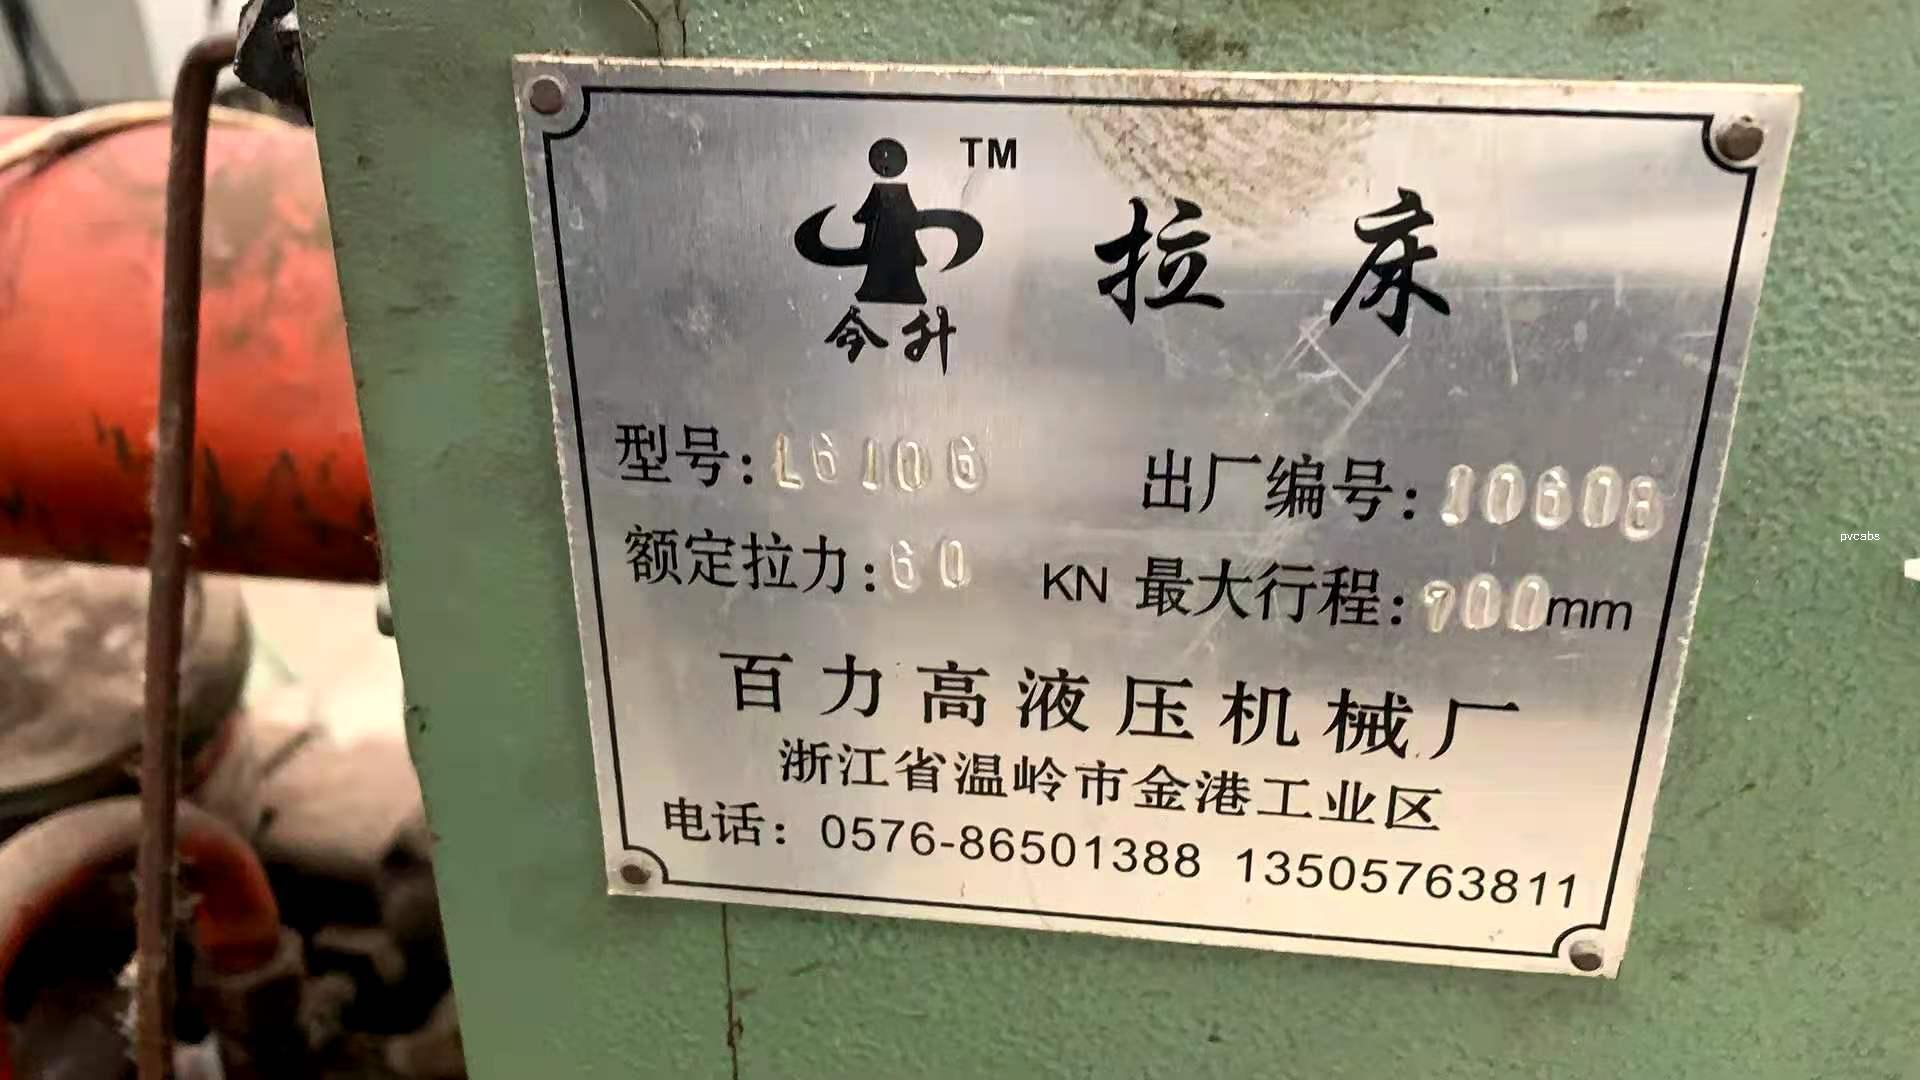 TM
今升
拉床
型号: L6106 出厂编号: 10608
额定拉力: 60 KN 最大行程: 700mm
百力高液压机械厂
浙江省温岭市金港工业区
电话: 0576-86501388 13505763811
pvcabs